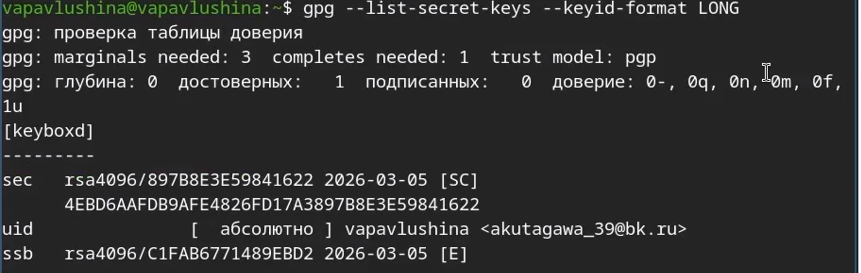 vapavlushina@vapavlushina:~$ gpg --list-secret-keys --keyid-format LONG
gpg: проверка таблицы доверия
gpg: marginals needed: 3  completes needed: 1  trust model: pgp
gpg: глубина: 0  достоверных:   1  подписанных:   0  доверие: 0-, 0q, 0n, 0m, 0f,
1u
[keyboxd]
---------
sec   rsa4096/897B8E3E59841622 2026-03-05 [SC]
      4EBD6AAFDB9AFE4826FD17A3897B8E3E59841622
uid              [  абсолютно ] vapavlushina <akutagawa_39@bk.ru>
ssb   rsa4096/C1FAB6771489EBD2 2026-03-05 [E]